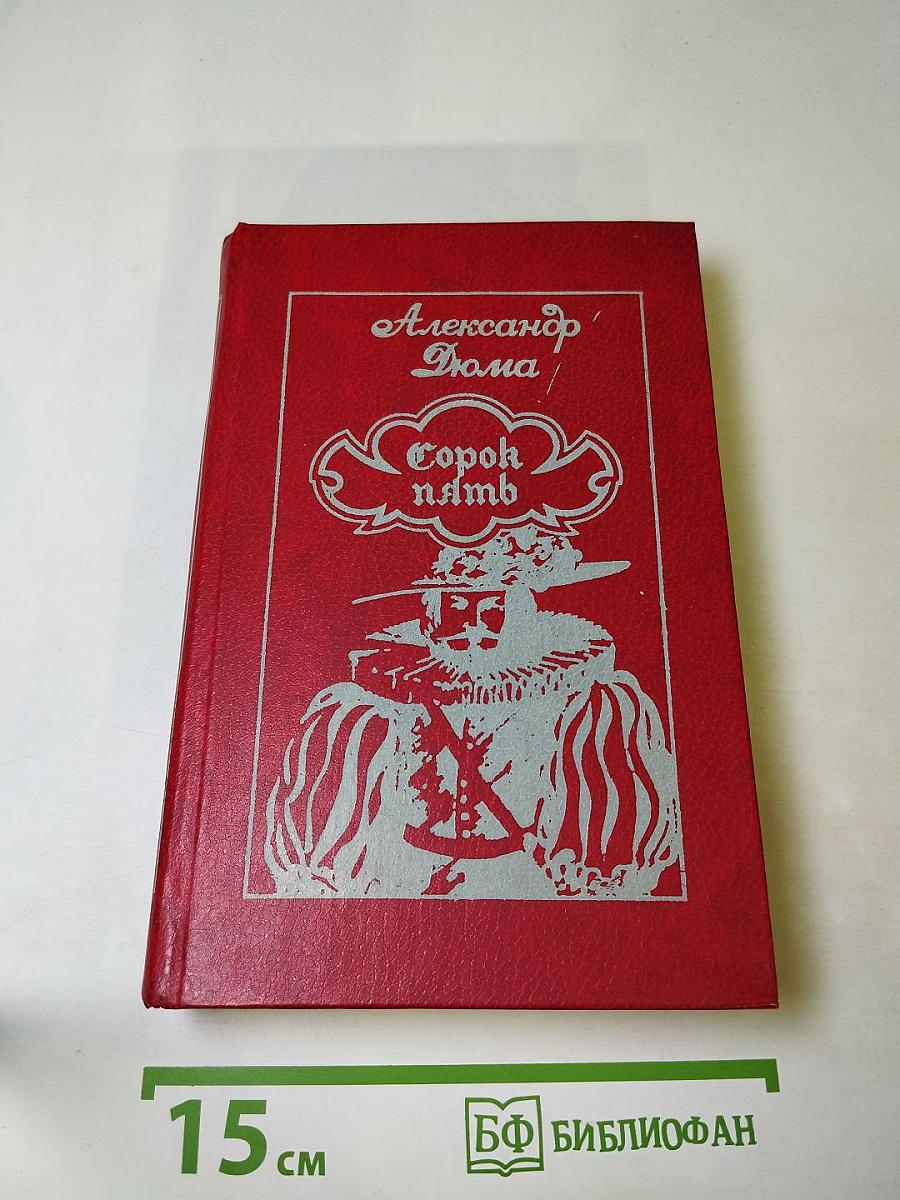 Александр
Дюма
Сорок
пять
15 см
БФ БИБЛИОФАН